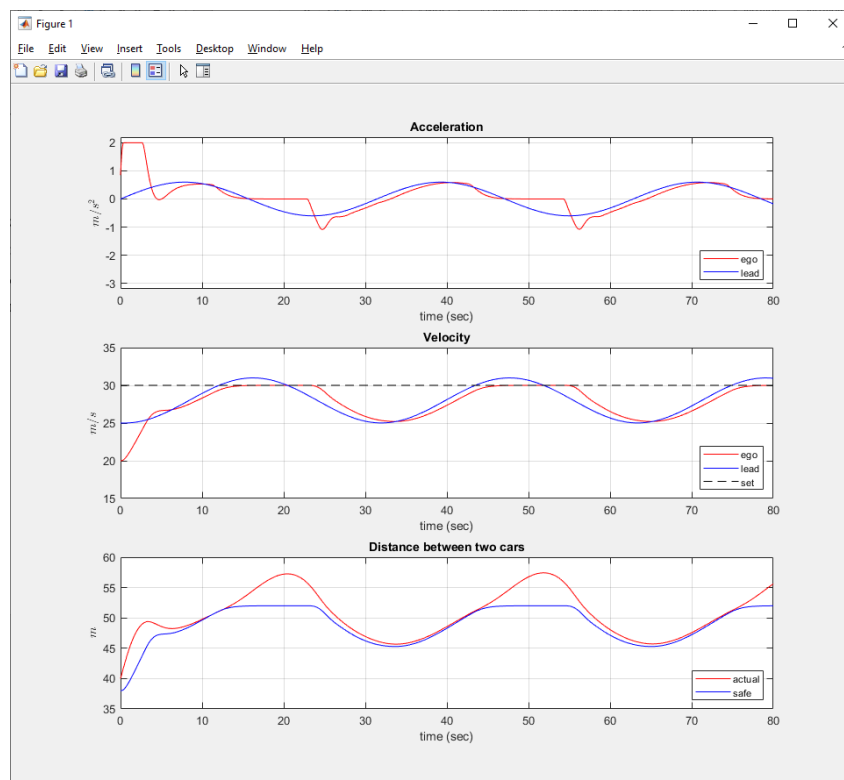 Figure 1
File Edit View Insert Tools Desktop Window Help
Acceleration
2
1
0
-1
-2
-3
m/s²
ego
lead
0 10 20 30 40 50 60 70 80
time (sec)
Velocity
35
30
25
20
15
m/s
ego
lead
set
0 10 20 30 40 50 60 70 80
time (sec)
Distance between two cars
60
55
50
45
40
35
m
actual
safe
0 10 20 30 40 50 60 70 80
time (sec)